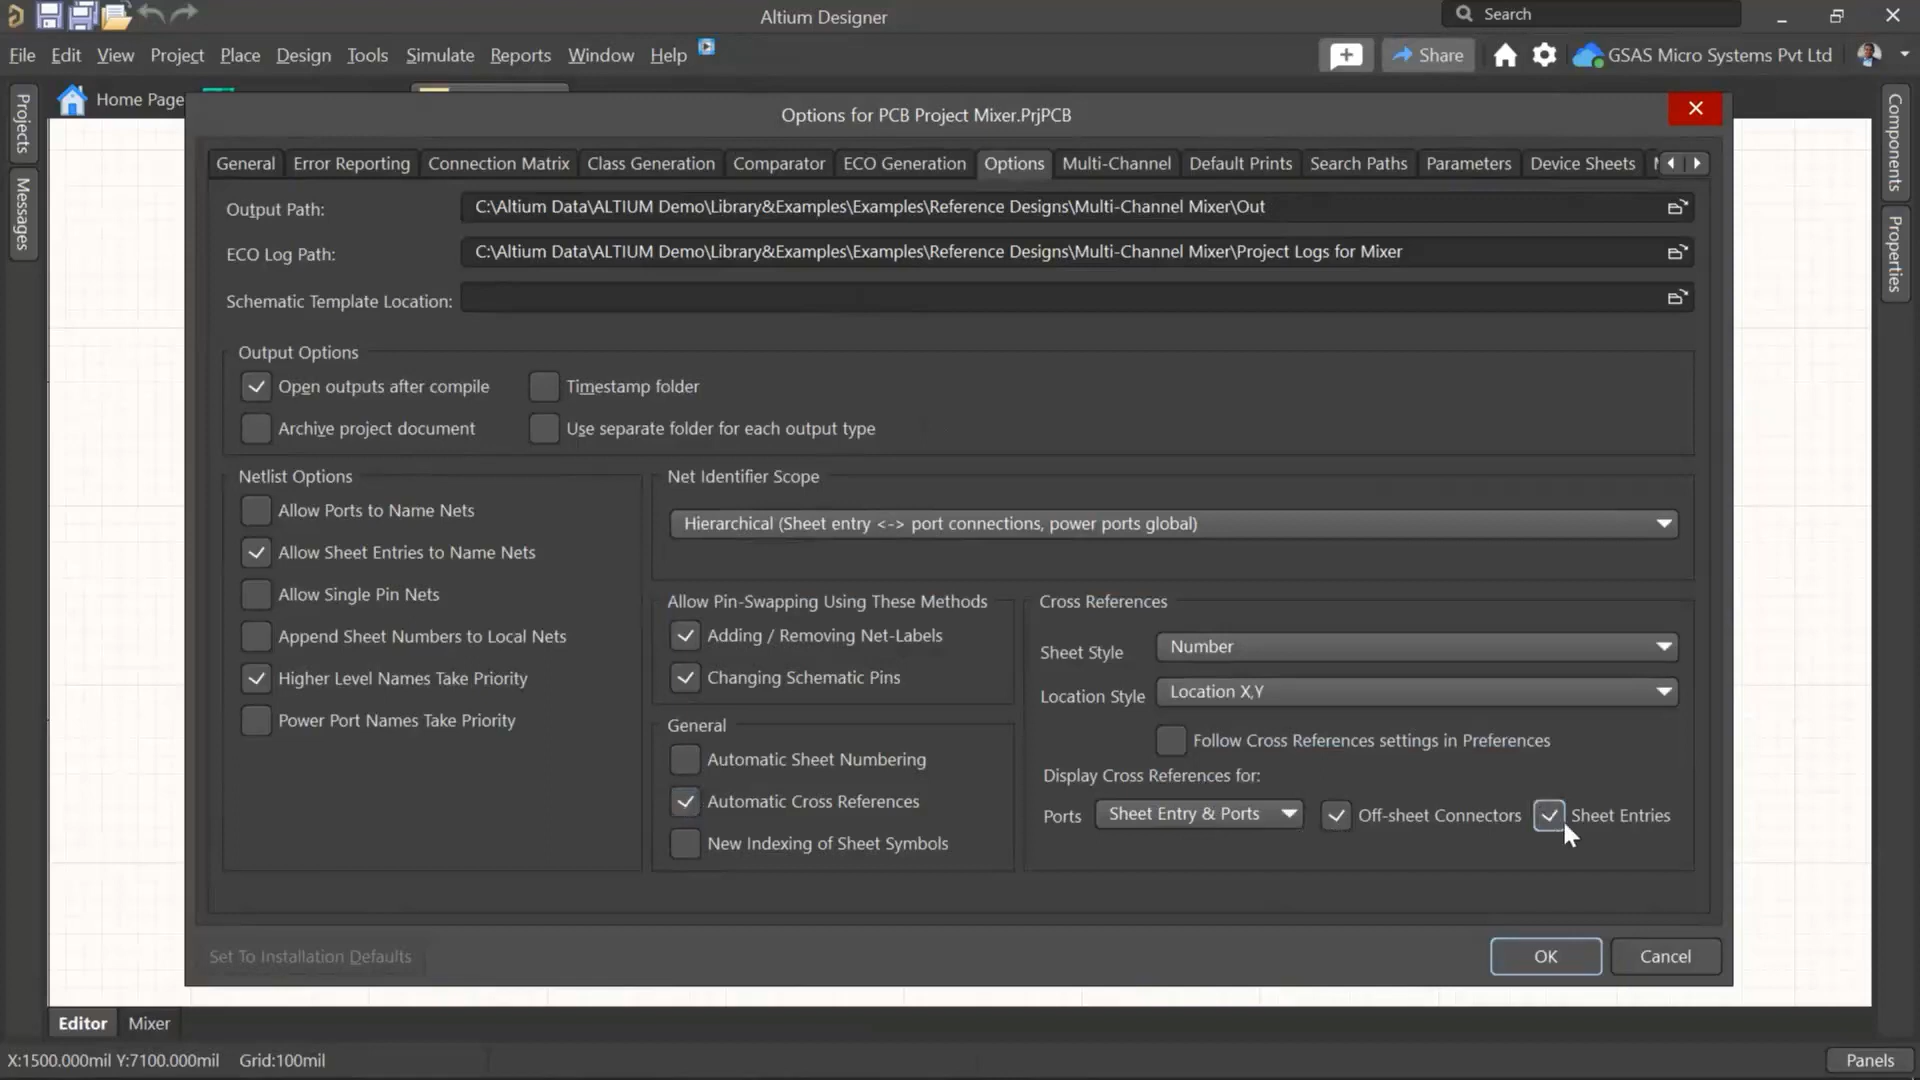 Altium Designer
Search
File Edit View Project Place Design Tools Simulate Reports Window Help
Share
GSAS Micro Systems Pvt Ltd
Projects
Messages
Components
Properties
Home Page
Options for PCB Project Mixer.PrjPCB
General Error Reporting Connection Matrix Class Generation Comparator ECO Generation Options Multi-Channel Default Prints Search Paths Parameters Device Sheets
Output Path: C:\Altium Data\ALTIUM Demo\Library&Examples\Examples\Reference Designs\Multi-Channel Mixer\Out
ECO Log Path: C:\Altium Data\ALTIUM Demo\Library&Examples\Examples\Reference Designs\Multi-Channel Mixer\Project Logs for Mixer
Schematic Template Location:
Output Options
Open outputs after compile Timestamp folder
Archive project document Use separate folder for each output type
Netlist Options
Allow Ports to Name Nets
Allow Sheet Entries to Name Nets
Allow Single Pin Nets
Append Sheet Numbers to Local Nets
Higher Level Names Take Priority
Power Port Names Take Priority
Net Identifier Scope
Hierarchical (Sheet entry <-> port connections, power ports global)
Allow Pin-Swapping Using These Methods
Adding / Removing Net-Labels
Changing Schematic Pins
General
Automatic Sheet Numbering
Automatic Cross References
New Indexing of Sheet Symbols
Cross References
Sheet Style Number
Location Style Location X,Y
Follow Cross References settings in Preferences
Display Cross References for:
Ports Sheet Entry & Ports Off-sheet Connectors Sheet Entries
Set To Installation Defaults
OK Cancel
Editor Mixer
X:1500.000mil Y:7100.000mil Grid:100mil
Panels